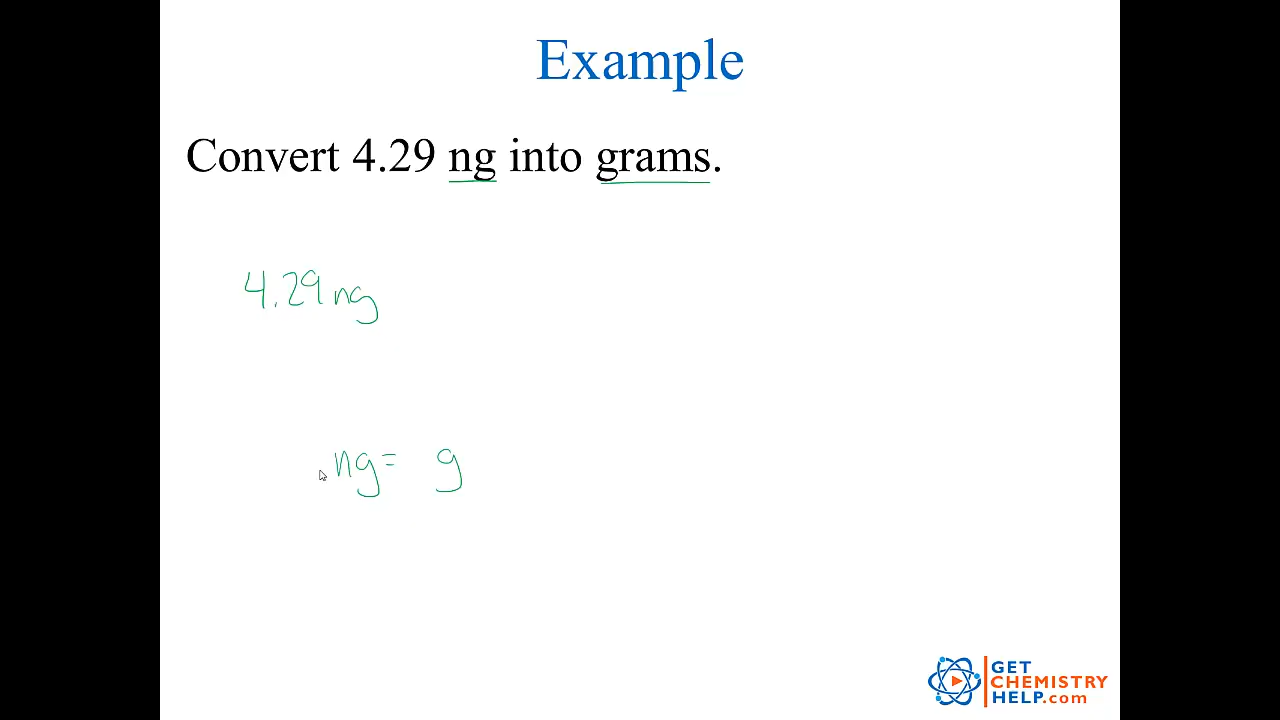 Example
Convert 4.29 ng into grams.
4.29 ng
ng= g
GET
CHEMISTRY
HELP.com